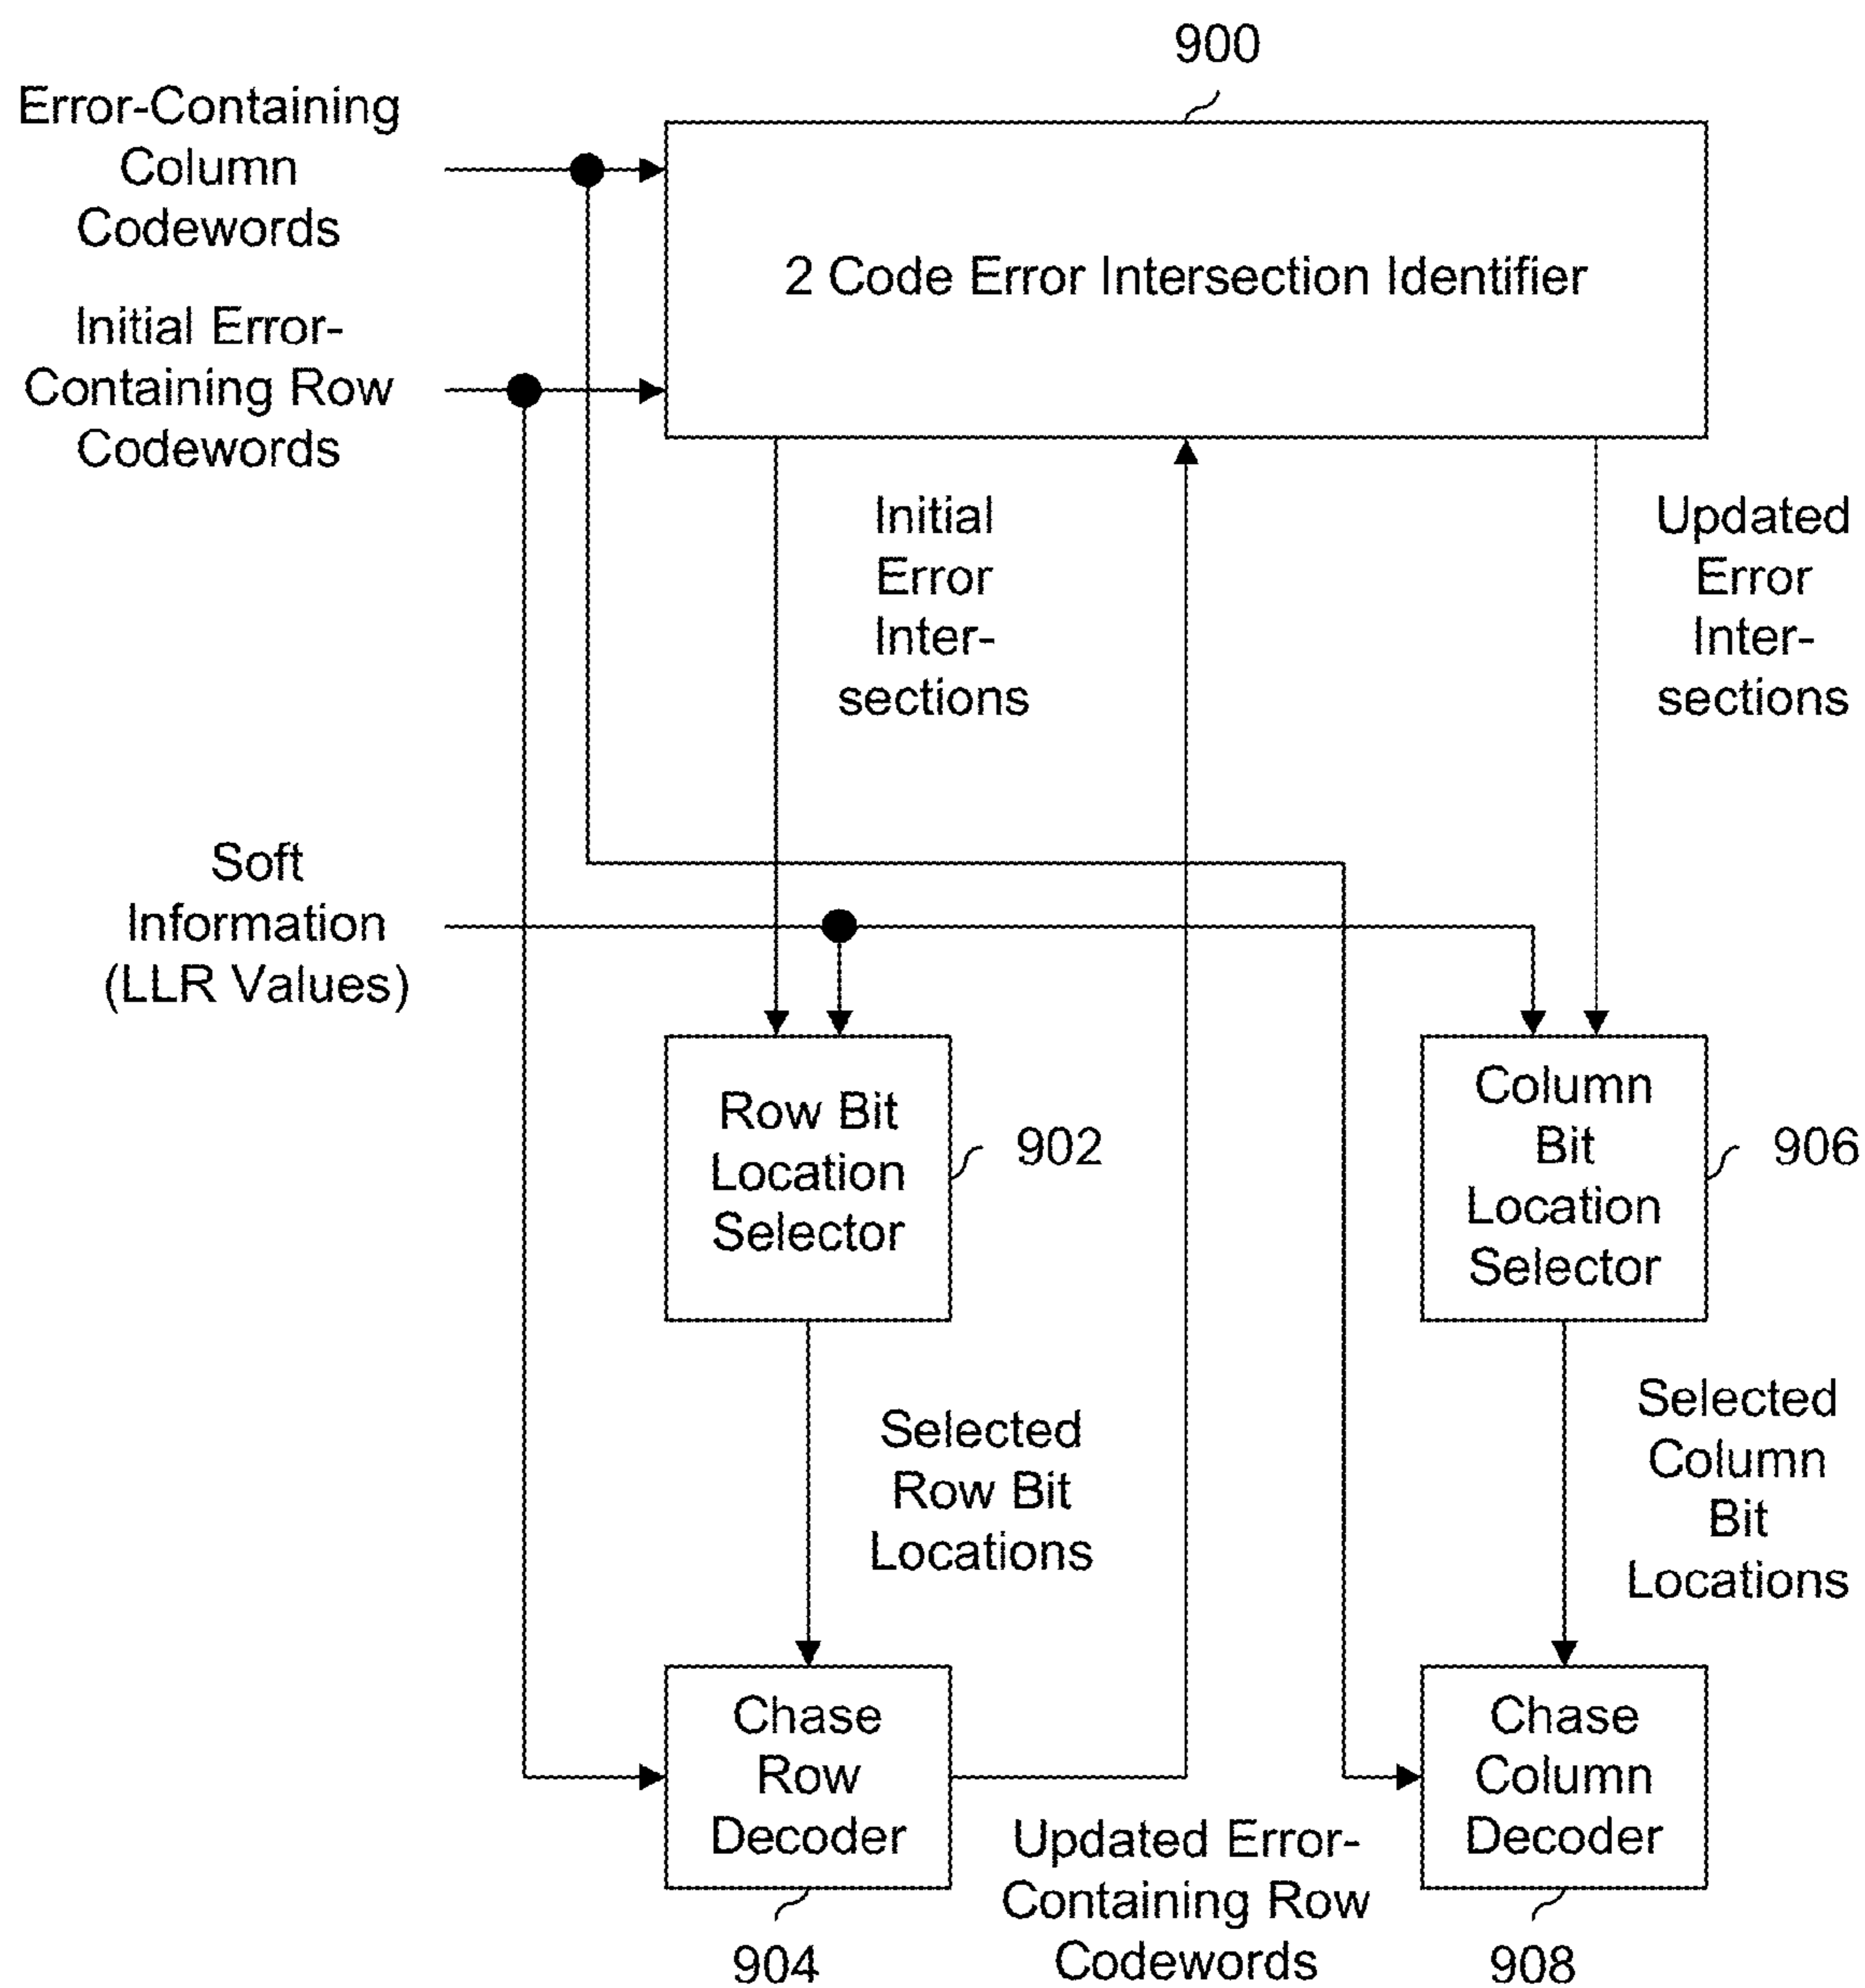 900
Error-Containing
Column
Codewords
2 Code Error Intersection Identifier
Initial Error-
Containing Row
Codewords
Initial
Error
Inter-
sections
Updated
Error
Inter-
sections
Soft
Information
(LLR Values)
Row Bit
Location
Selector
902
Column
Bit
Location
Selector
906
Selected
Row Bit
Locations
Selected
Column
Bit
Locations
Chase
Row
Decoder
904
Updated Error-
Containing Row
Codewords
Chase
Column
Decoder
908